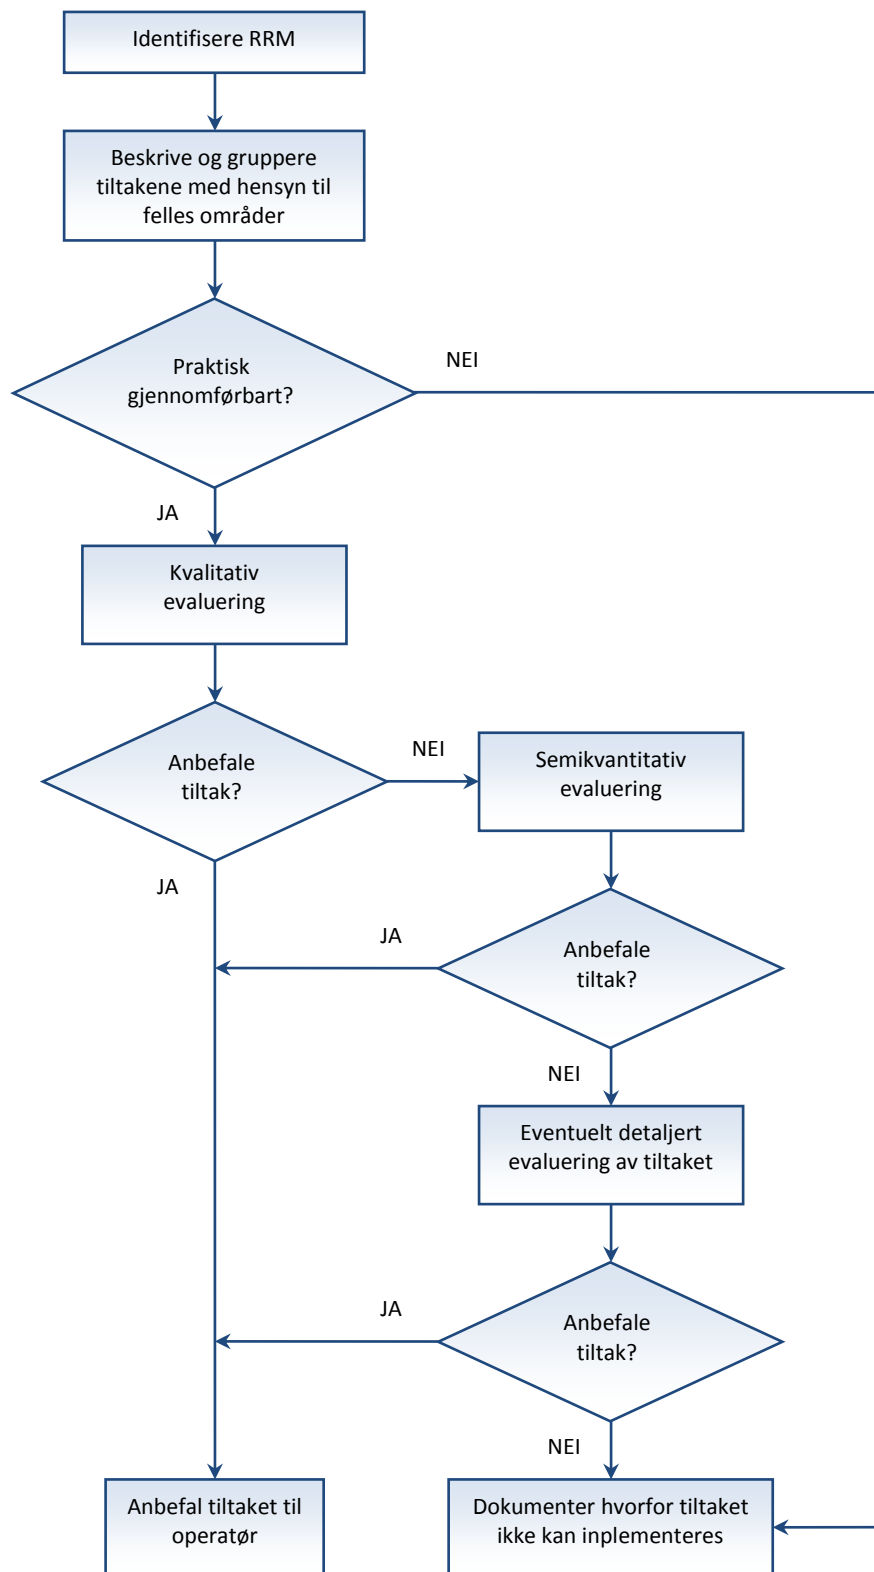 Identifisere RRM
Beskrive og gruppere
tiltakene med hensyn til
felles områder
Praktisk
gjennomførbart?
NEI
JA
Kvalitativ
evaluering
Anbefale
tiltak?
NEI
Semikvantitativ
evaluering
JA
Anbefale
tiltak?
JA
NEI
Eventuelt detaljert
evaluering av tiltaket
Anbefale
tiltak?
JA
NEI
Anbefal tiltaket til
operatør
Dokumenter hvorfor tiltaket
ikke kan inplementeres